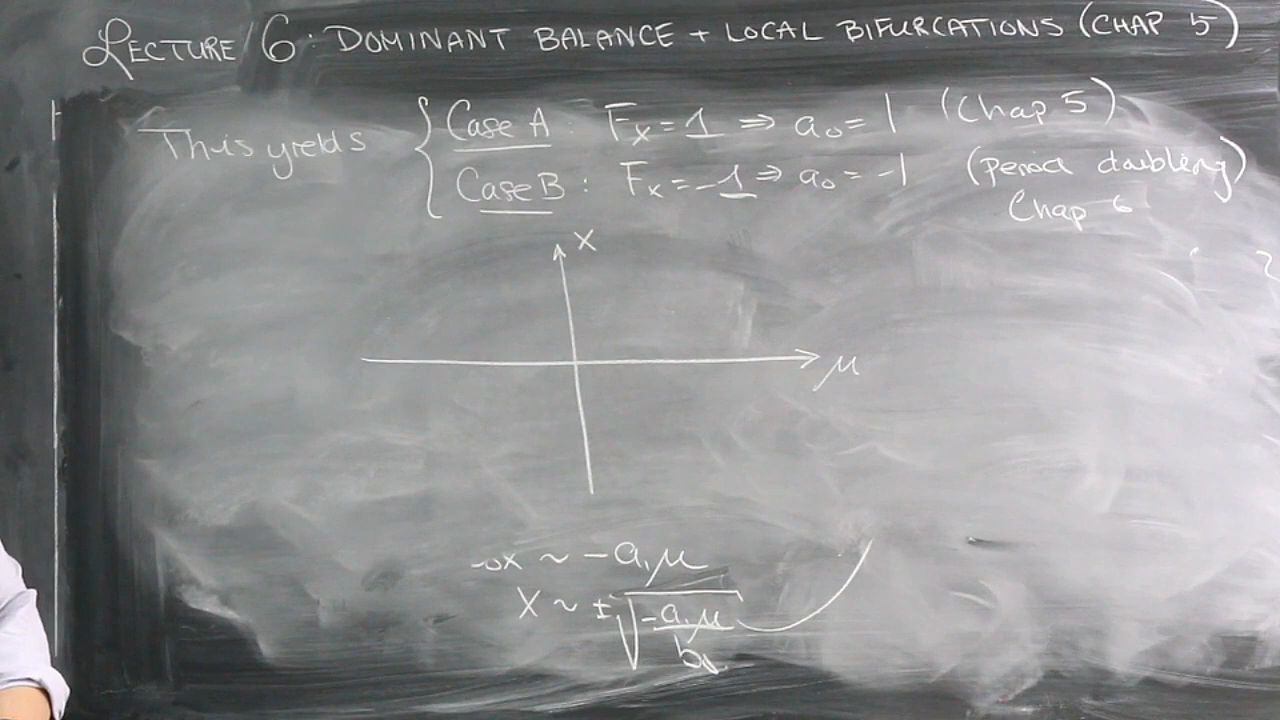 LECTURE 6: DOMINANT BALANCE + LOCAL BIFURCATIONS (CHAP 5)
This yields { Case A : Fx = 1 ⇒ a₀ = 1 (Chap 5)
Case B : Fx = -1 ⇒ a₀ = -1 (period doubling)
Chap 6
x
μ
x ~ -a₁μ
x ~ ±√(-a₁μ/b₀)